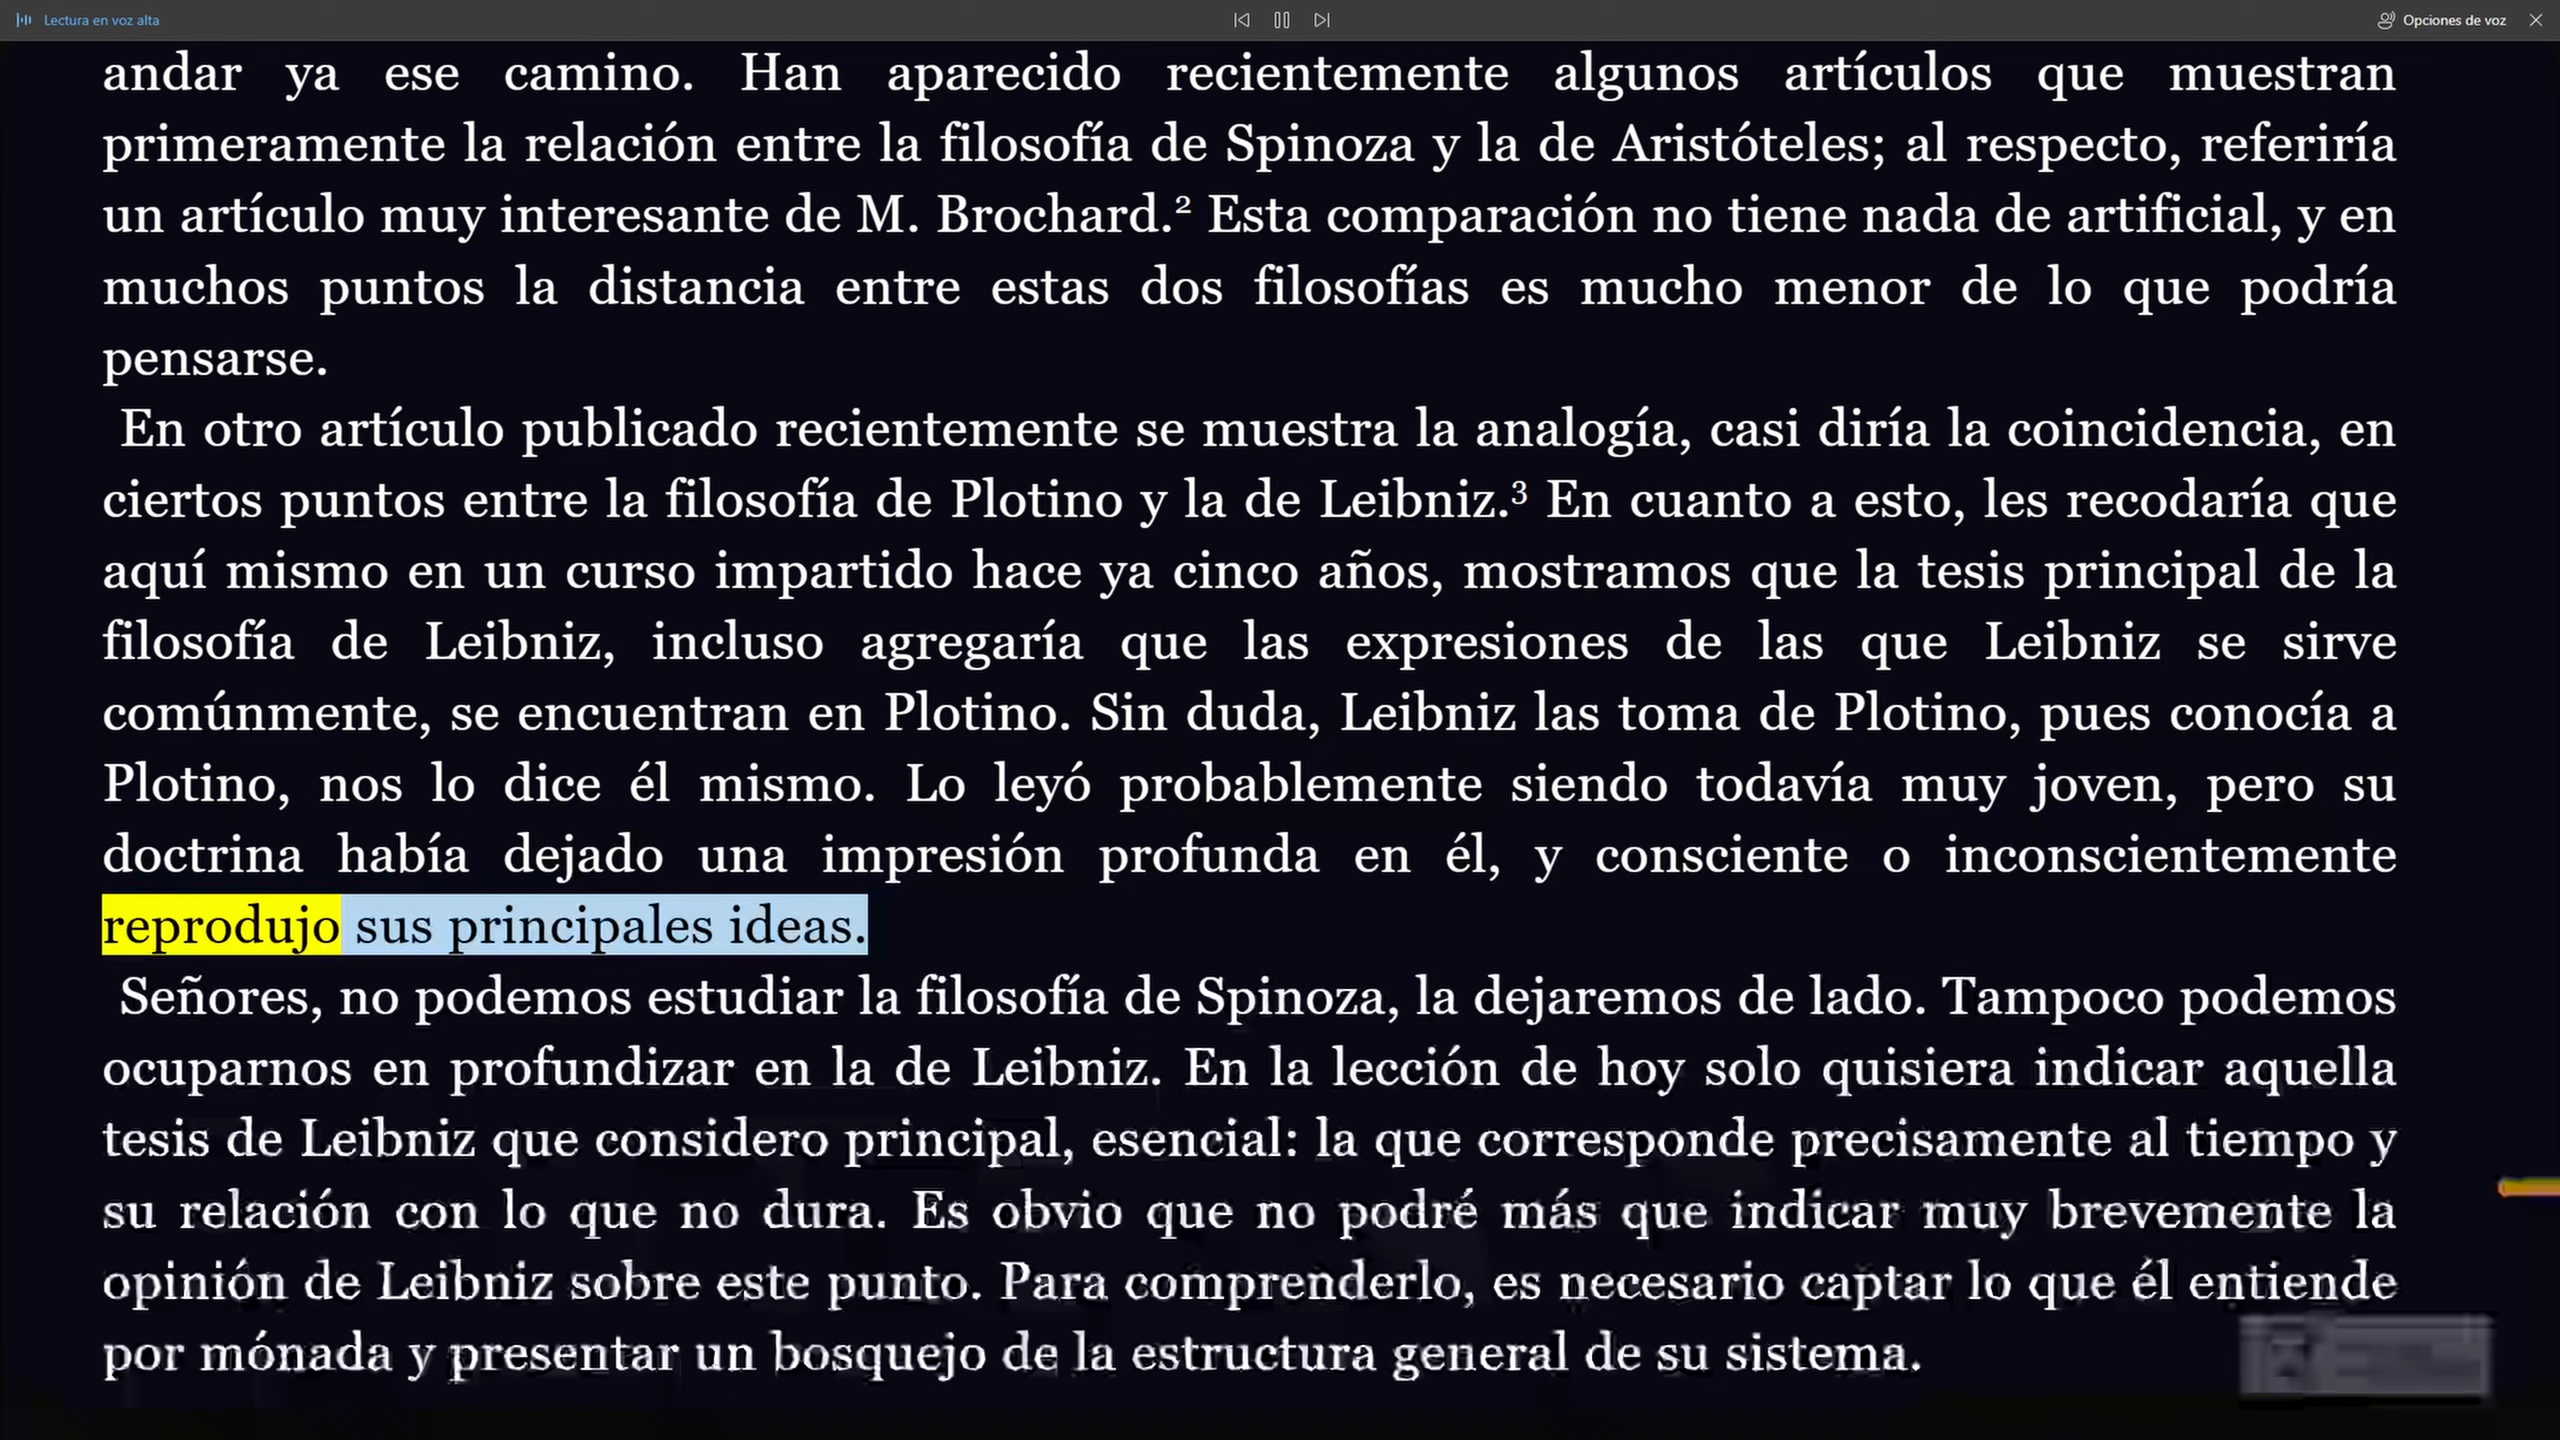 Lectura en voz alta
Opciones de voz
andar ya ese camino. Han aparecido recientemente algunos artículos que muestran
primeramente la relación entre la filosofía de Spinoza y la de Aristóteles; al respecto, referiría
un artículo muy interesante de M. Brochard.² Esta comparación no tiene nada de artificial, y en
muchos puntos la distancia entre estas dos filosofías es mucho menor de lo que podría
pensarse.
En otro artículo publicado recientemente se muestra la analogía, casi diría la coincidencia, en
ciertos puntos entre la filosofía de Plotino y la de Leibniz.³ En cuanto a esto, les recodaría que
aquí mismo en un curso impartido hace ya cinco años, mostramos que la tesis principal de la
filosofía de Leibniz, incluso agregaría que las expresiones de las que Leibniz se sirve
comúnmente, se encuentran en Plotino. Sin duda, Leibniz las toma de Plotino, pues conocía a
Plotino, nos lo dice él mismo. Lo leyó probablemente siendo todavía muy joven, pero su
doctrina había dejado una impresión profunda en él, y consciente o inconscientemente
reprodujo sus principales ideas.
Señores, no podemos estudiar la filosofía de Spinoza, la dejaremos de lado. Tampoco podemos
ocuparnos en profundizar en la de Leibniz. En la lección de hoy solo quisiera indicar aquella
tesis de Leibniz que considero principal, esencial: la que corresponde precisamente al tiempo y
su relación con lo que no dura. Es obvio que no podré más que indicar muy brevemente la
opinión de Leibniz sobre este punto. Para comprenderlo, es necesario captar lo que él entiende
por mónada y presentar un bosquejo de la estructura general de su sistema.